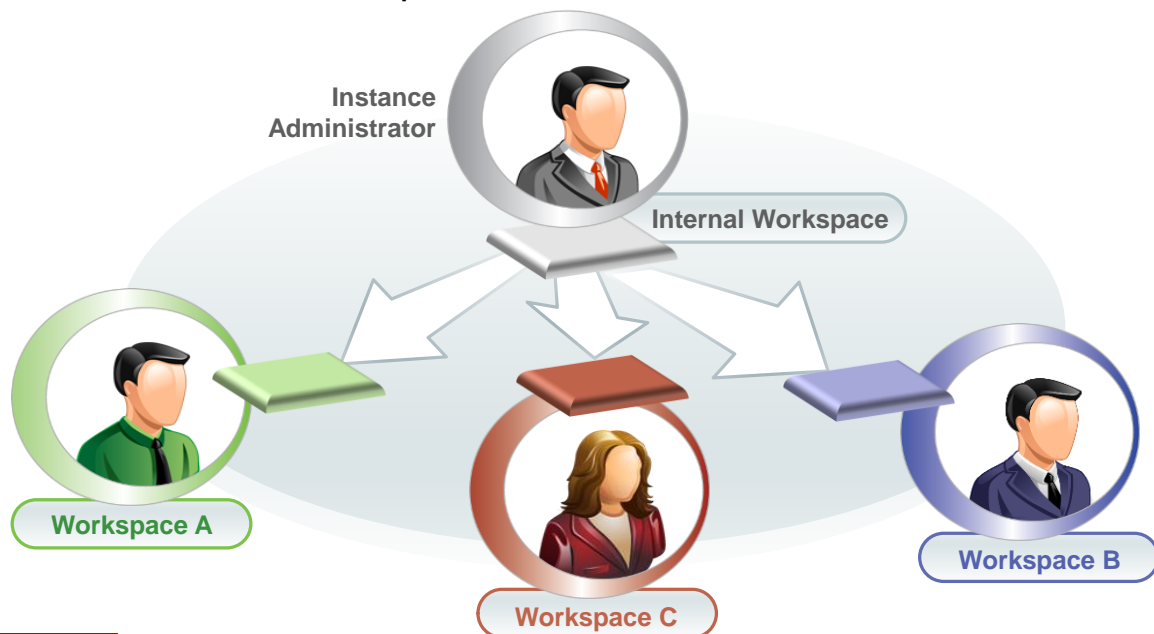 Instance
Administrator
Internal Workspace
Workspace A
Workspace B
Workspace C